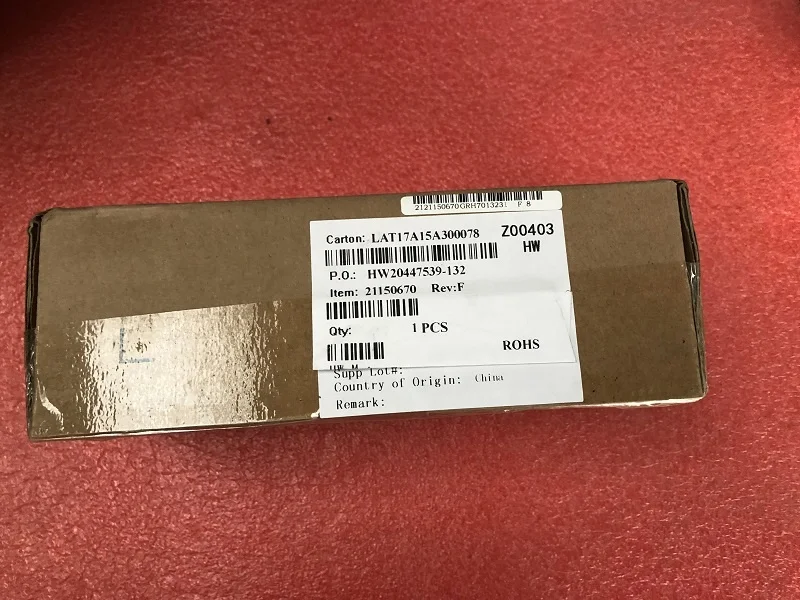 2121150670GRH7013231 F 8
Carton: LAT17A15A300078 Z00403
HW
P.O.: HW20447539-132
Item: 21150670 Rev:F
Qty: 1 PCS
ROHS
Supp Lot#:
Country of Origin: China
Remark: